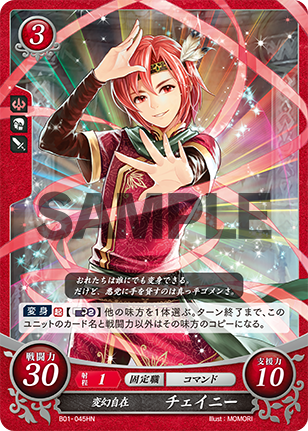 3
SAMPLE
おれたちは誰にでも変身できる。
だけど、悪党に手を貸すのは真っ平ゴメンさ。
変身 起 【 】他の味方を1体選ぶ。ターン終了まで、この
ユニットのカード名と戦闘力以外はその味方のコピーになる。
戦闘力 30
射程 1 固定職 コマンド
支援力 10
変幻自在 チェイニー
B01-045HN Illust：MOMORI